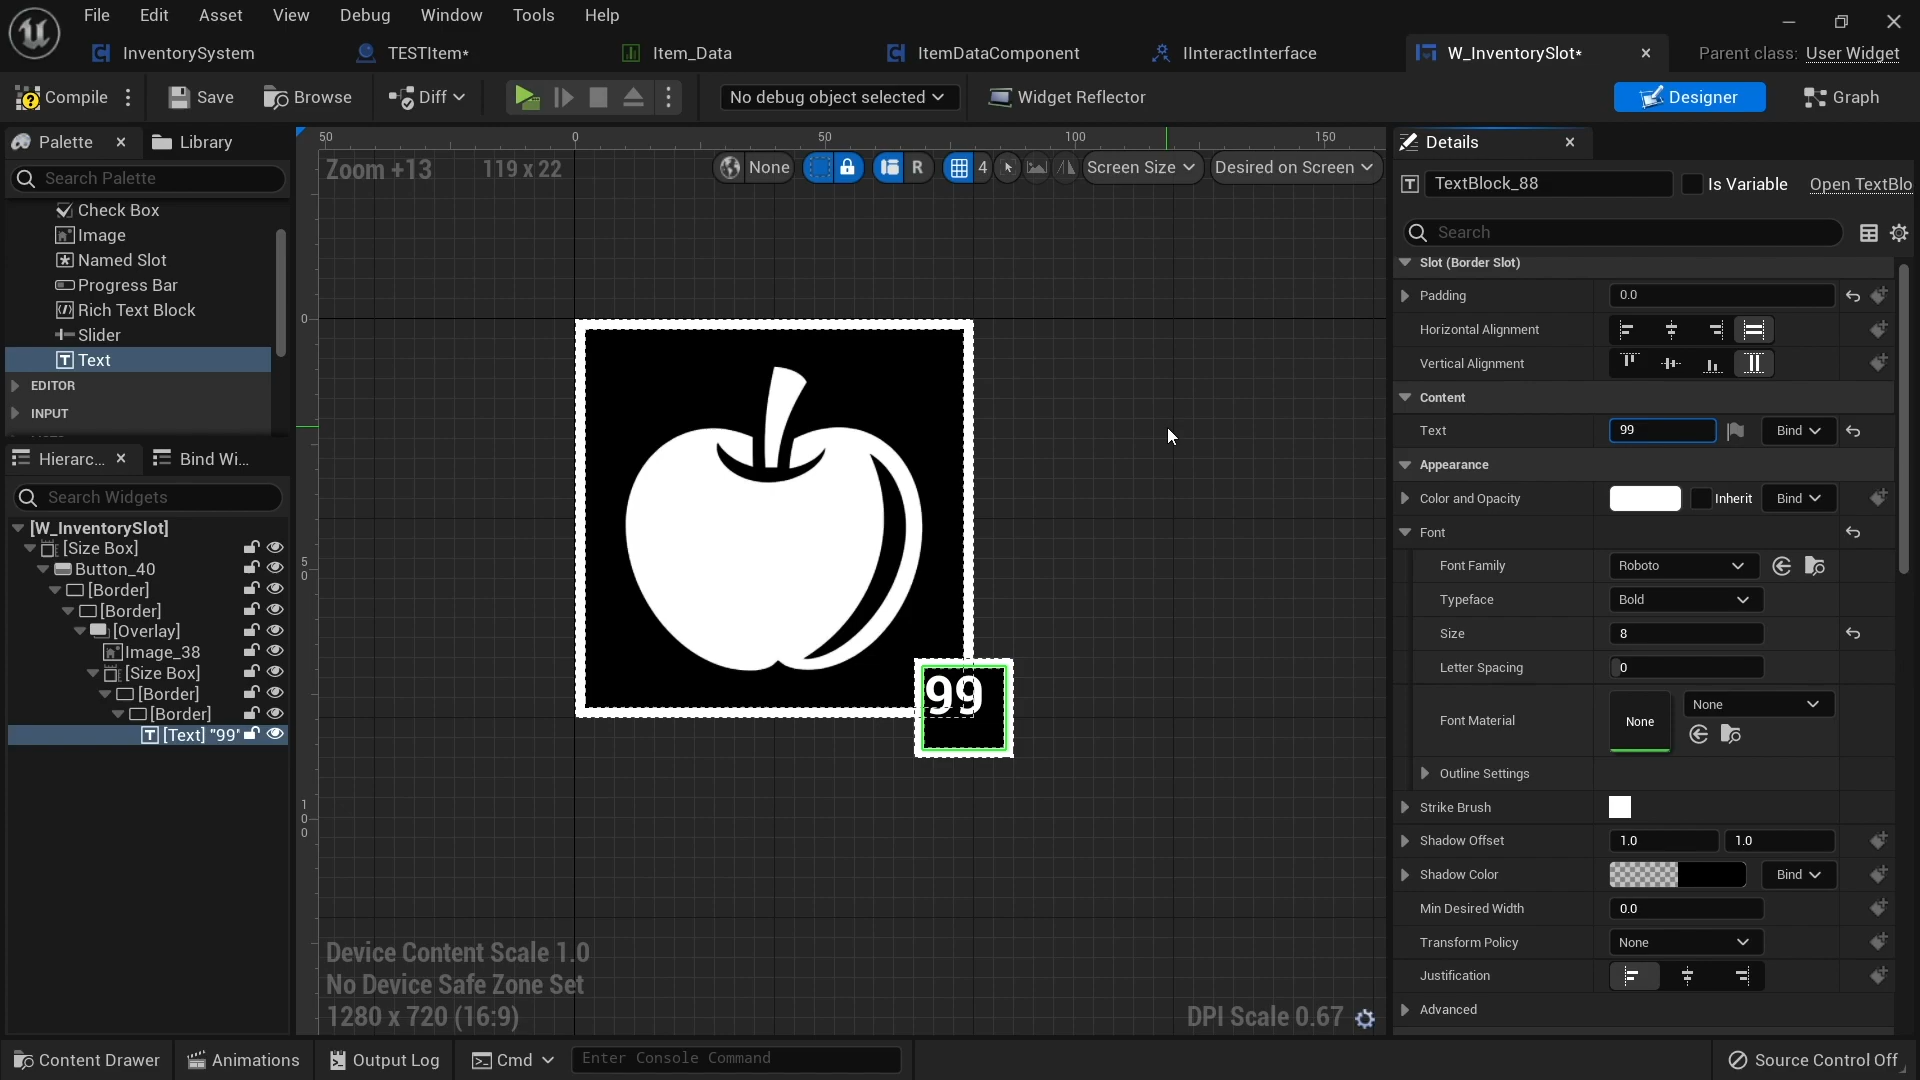 File Edit Asset View Debug Window Tools Help
InventorySystem TESTItem* Item_Data ItemDataComponent IInteractInterface W_InventorySlot* Parent class: User Widget
Compile Save Browse Diff No debug object selected Widget Reflector Designer Graph
Palette Library
Search Palette
Check Box
Image
Named Slot
Progress Bar
Rich Text Block
Slider
Text
EDITOR
INPUT
Hierarc... Bind Wi...
Search Widgets
[W_InventorySlot]
[Size Box]
Button_40
[Border]
[Border]
[Overlay]
Image_38
[Size Box]
[Border]
[Border]
[Text] "99"
50 0 50 100 150
Zoom +13 119 x 22 None R 4 Screen Size Desired on Screen
0
5
0
1
0
0
99
Device Content Scale 1.0
No Device Safe Zone Set
1280 x 720 (16:9)
DPI Scale 0.67
Details
TextBlock_88 Is Variable Open TextBlo
Search
Slot (Border Slot)
Padding 0.0
Horizontal Alignment
Vertical Alignment
Content
Text 99 Bind
Appearance
Color and Opacity Inherit Bind
Font
Font Family Roboto
Typeface Bold
Size 8
Letter Spacing 0
Font Material None None
Outline Settings
Strike Brush
Shadow Offset 1.0 1.0
Shadow Color Bind
Min Desired Width 0.0
Transform Policy None
Justification
Advanced
Content Drawer Animations Output Log Cmd Enter Console Command Source Control Off